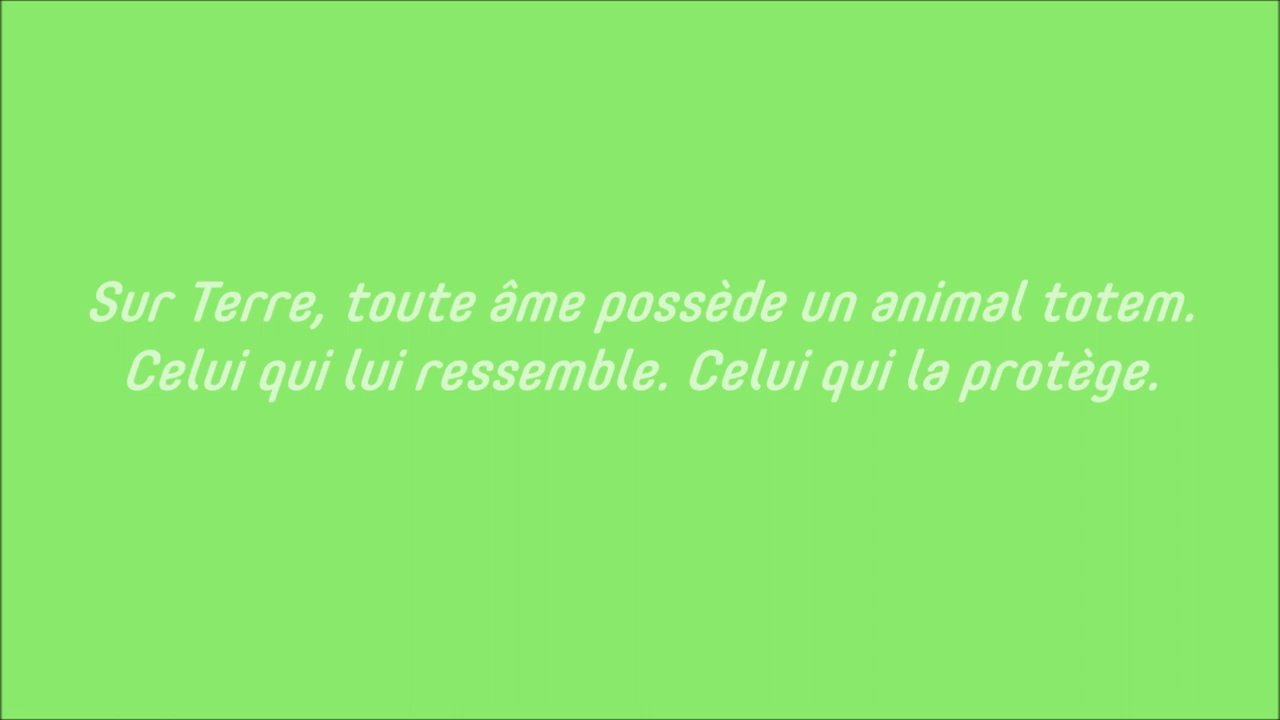 Sur Terre, toute âme possède un animal totem.
Celui qui lui ressemble. Celui qui la protège.